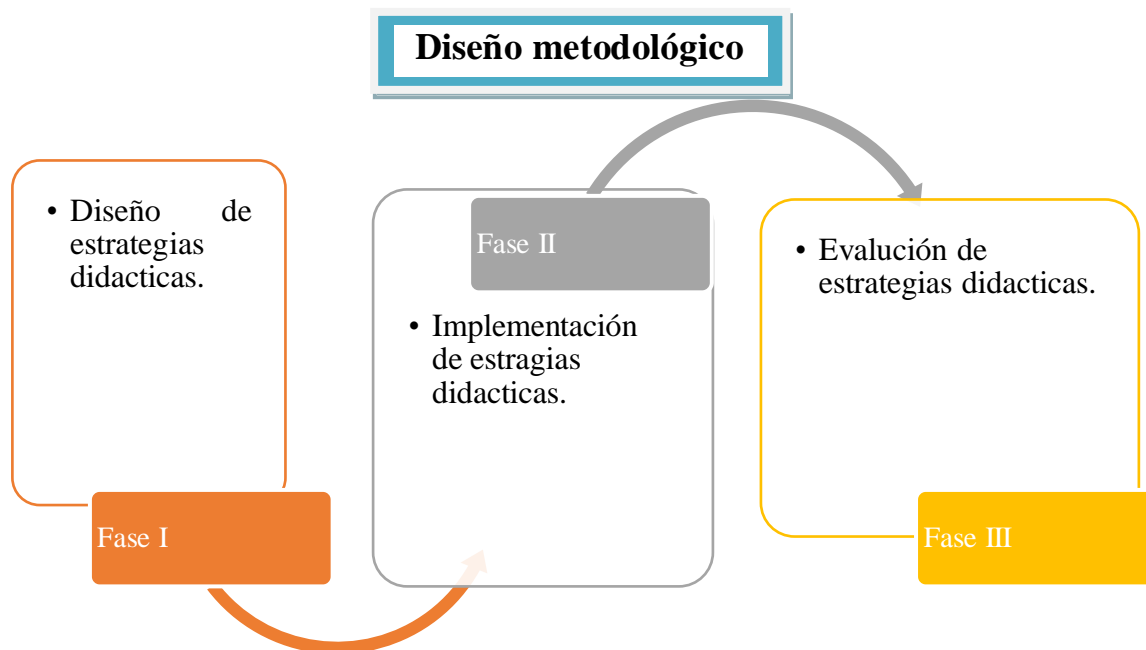 Diseño metodológico
• Diseño de
estrategias
didacticas.
Fase I
Fase II
• Implementación
de estragias
didacticas.
• Evalución de
estrategias didacticas.
Fase III